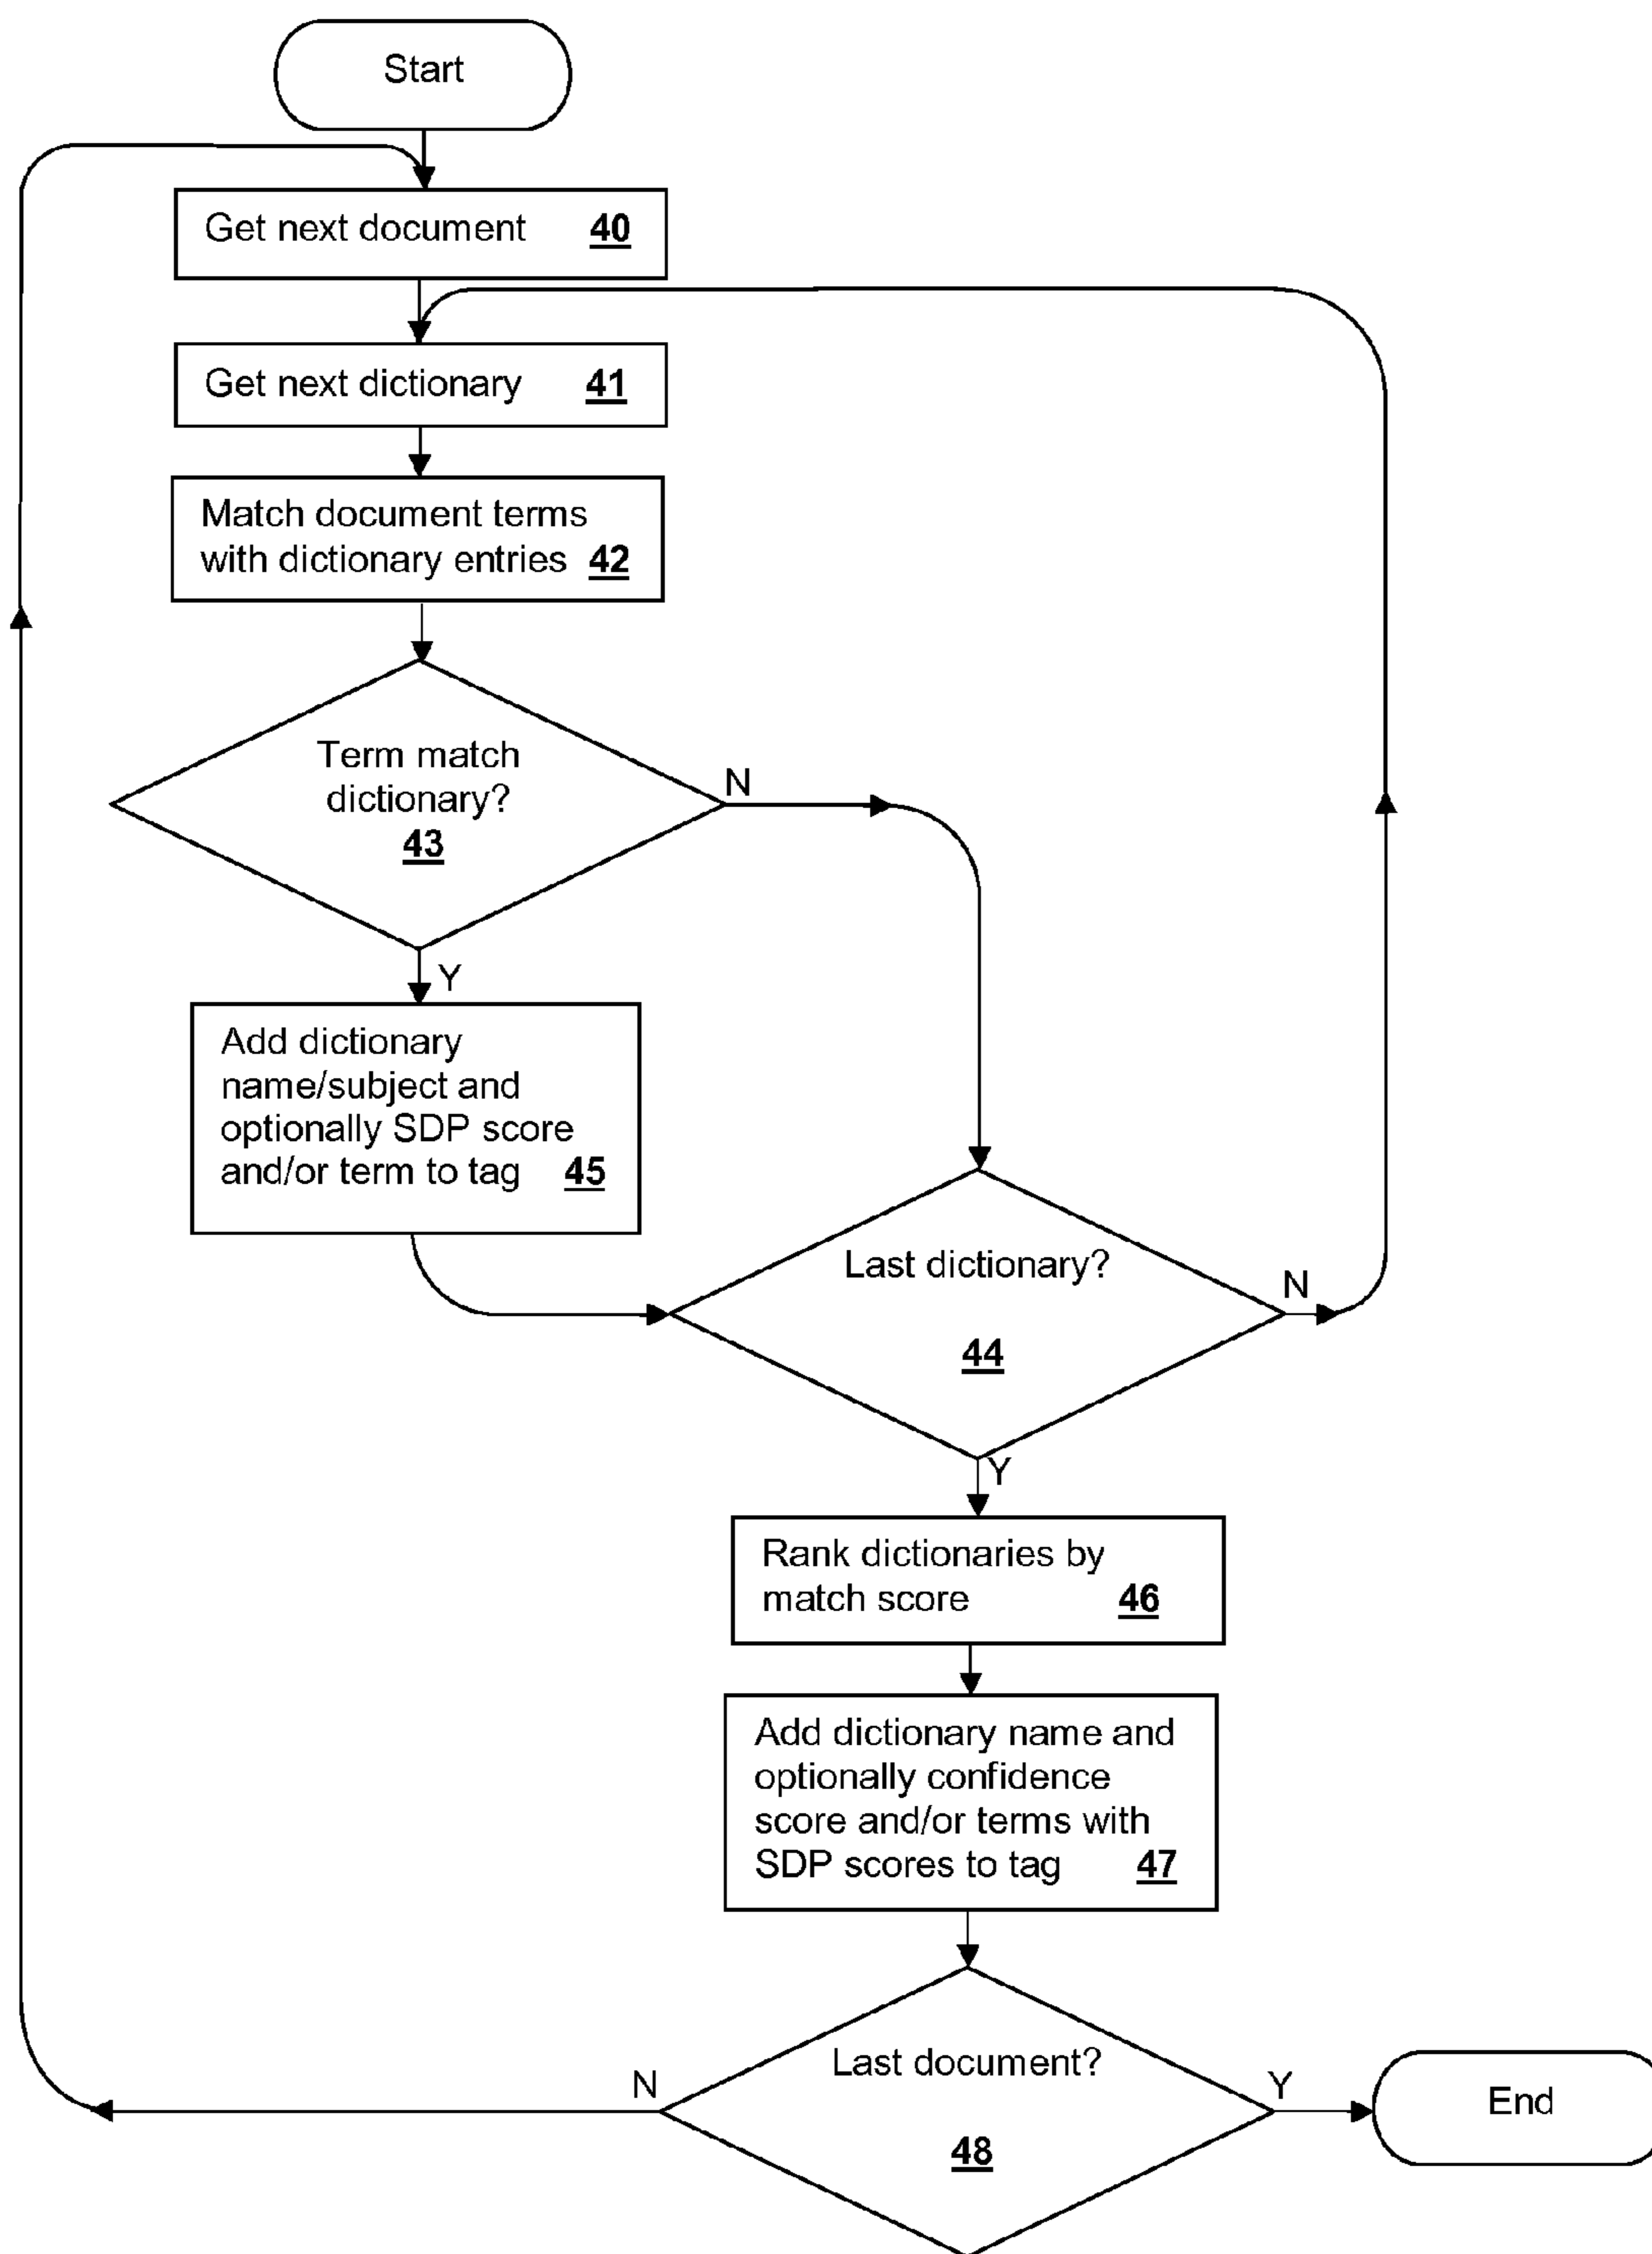 Start
Get next document 40
Get next dictionary 41
Match document terms
with dictionary entries 42
Term match
dictionary?
43
N
Y
Add dictionary
name/subject and
optionally SDP score
and/or term to tag 45
Last dictionary?
N
44
Y
Rank dictionaries by
match score 46
Add dictionary name and
optionally confidence
score and/or terms with
SDP scores to tag 47
Last document?
N
Y
48
End